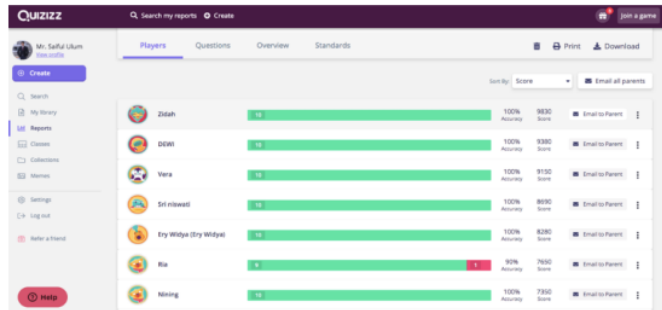 Quizizz
Search my reports Create
Join a game
Mr. Saiful Ulum
View profile
Create
Search
My library
Reports
Classes
Collections
Memes
Settings
Log out
Refer a friend
Help
Players Questions Overview Standards
Print Download
Sort By: Score Email all parents
Zidah 10 100% Accuracy 9830 Score Email to Parent
DEWI 10 100% Accuracy 9380 Score Email to Parent
Vera 10 100% Accuracy 9150 Score Email to Parent
Sri niswati 10 100% Accuracy 8690 Score Email to Parent
Ery Widya (Ery Widya) 10 100% Accuracy 8280 Score Email to Parent
Ria 9 1 90% Accuracy 7650 Score Email to Parent
Nining 10 100% Accuracy 7350 Score Email to Parent